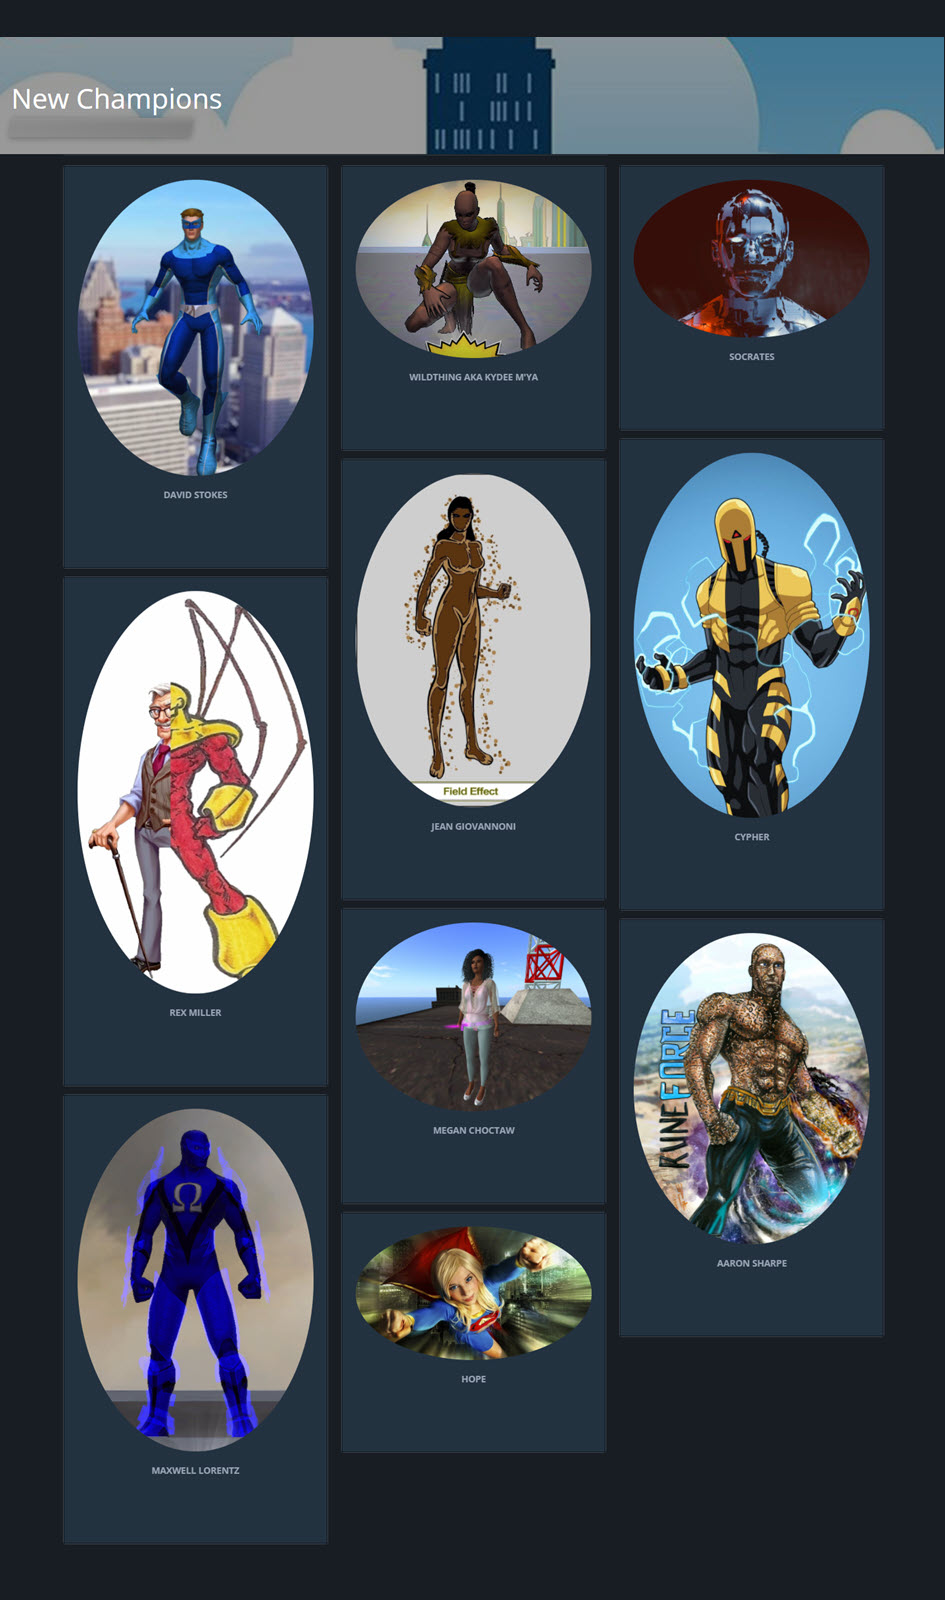 New Champions
DAVID STOKES
WILDTHING AKA KYDEE M'YA
SOCRATES
Field Effect
JEAN GIOVANNONI
CYPHER
REX MILLER
MEGAN CHOCTAW
RUNE FORCE
AARON SHARPE
Ω
MAXWELL LORENTZ
S
HOPE